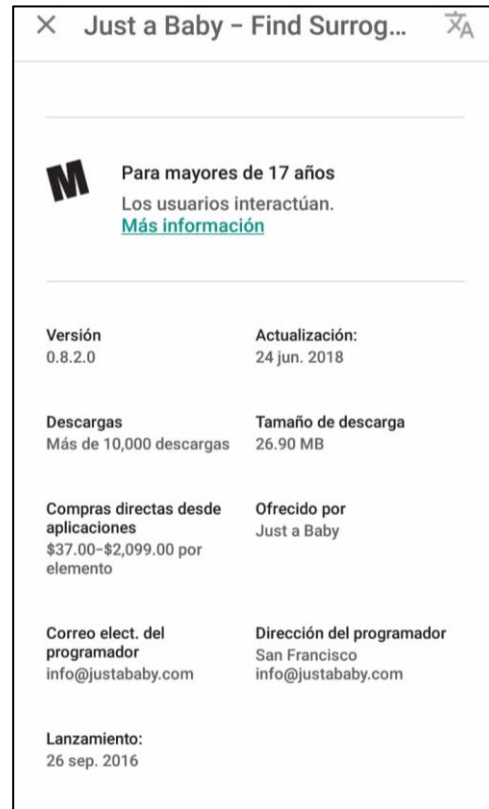 Just a Baby – Find Surrog...
M
Para mayores de 17 años
Los usuarios interactúan.
Más información
Versión
0.8.2.0
Actualización:
24 jun. 2018
Descargas
Más de 10,000 descargas
Tamaño de descarga
26.90 MB
Compras directas desde
aplicaciones
$37.00–$2,099.00 por
elemento
Ofrecido por
Just a Baby
Correo elect. del
programador
info@justababy.com
Dirección del programador
San Francisco
info@justababy.com
Lanzamiento:
26 sep. 2016